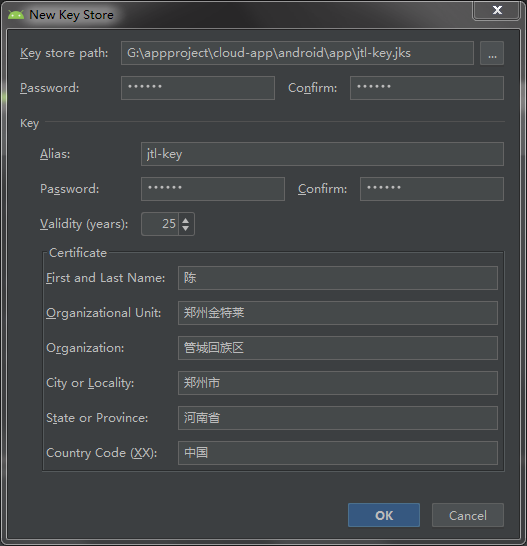 New Key Store
Key store path: G:\appproject\cloud-app\android\app\jtl-key.jks ...
Password: •••••• Confirm: ••••••
Key
Alias: jtl-key
Password: •••••• Confirm: ••••••
Validity (years): 25
Certificate
First and Last Name: 陈
Organizational Unit: 郑州金特莱
Organization: 管城回族区
City or Locality: 郑州市
State or Province: 河南省
Country Code (XX): 中国
OK Cancel